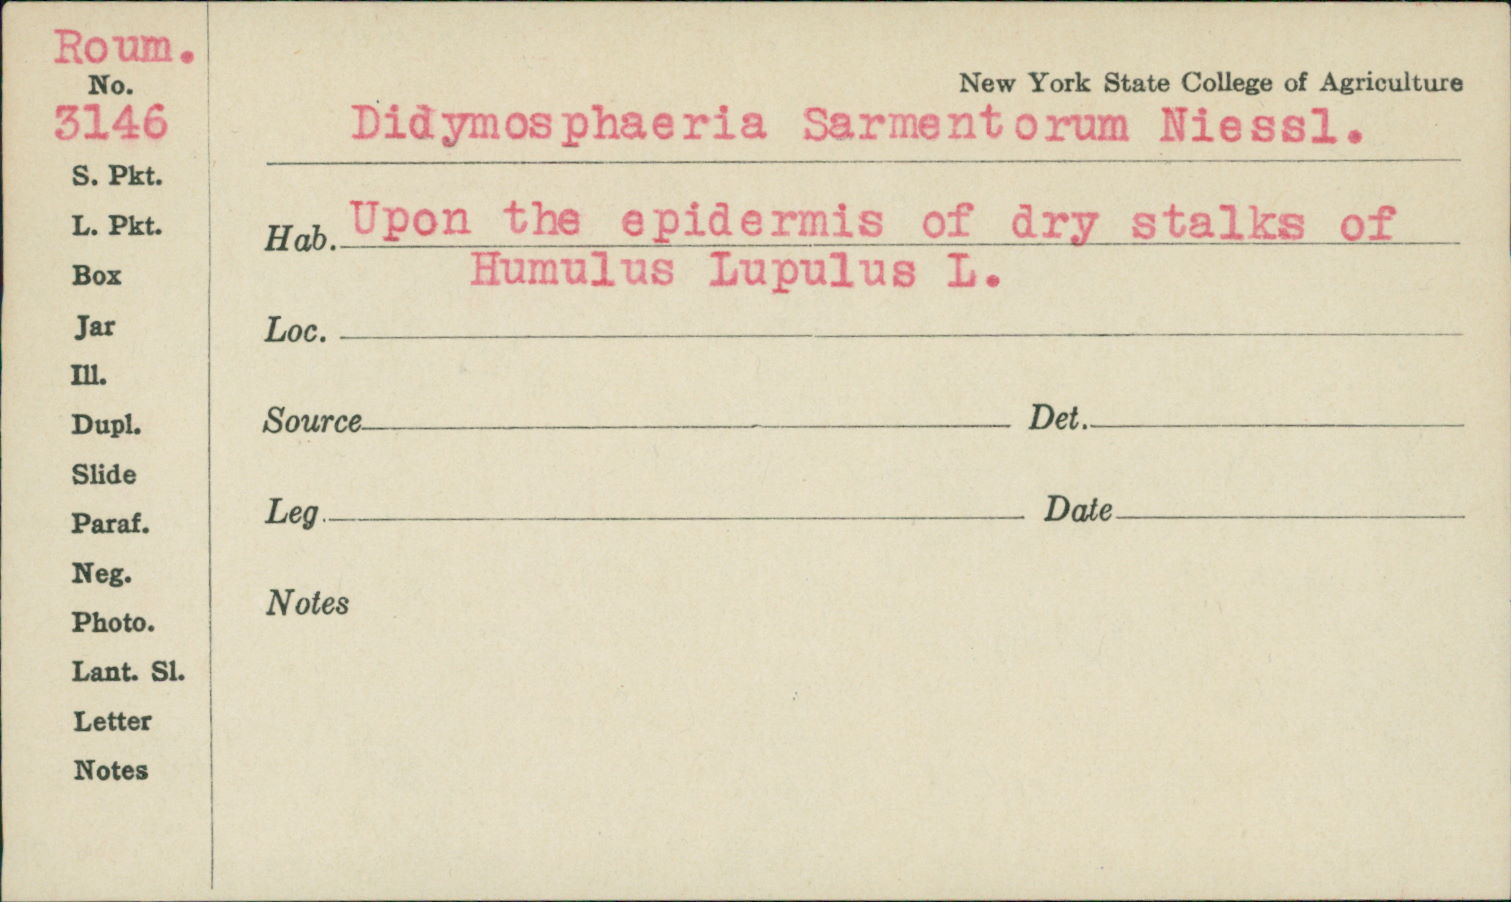 Roum.
No.
3146
S. Pkt.
L. Pkt.
Box
Jar
Ill.
Dupl.
Slide
Paraf.
Neg.
Photo.
Lant. Sl.
Letter
Notes
New York State College of Agriculture
Didymosphaeria Sarmentorum Niessl.
Hab. Upon the epidermis of dry stalks of
Humulus Lupulus L.
Loc.
Source Det.
Leg. Date
Notes